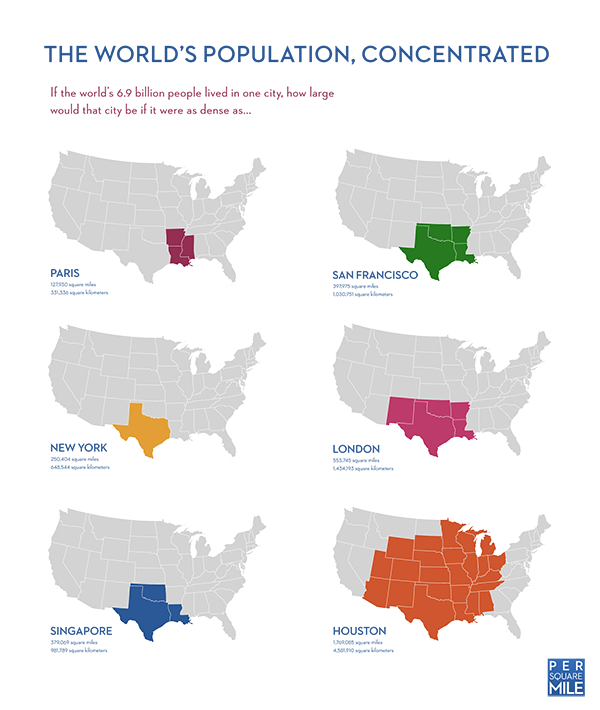 THE WORLD'S POPULATION, CONCENTRATED
If the world's 6.9 billion people lived in one city, how large
would that city be if it were as dense as...
PARIS
127,930 square miles
331,336 square kilometers
SAN FRANCISCO
397,975 square miles
1,030,751 square kilometers
NEW YORK
250,404 square miles
648,544 square kilometers
LONDON
553,745 square miles
1,434,193 square kilometers
SINGAPORE
379,069 square miles
981,789 square kilometers
HOUSTON
1,769,085 square miles
4,581,910 square kilometers
PER
SQUARE
MILE